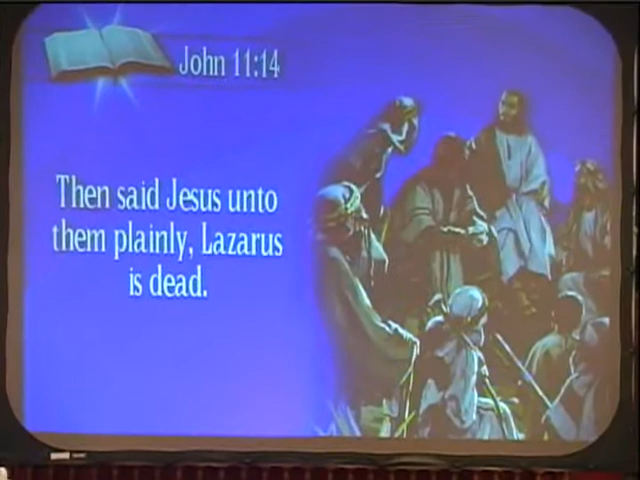 John 11:14
Then said Jesus unto
them plainly, Lazarus
is dead.